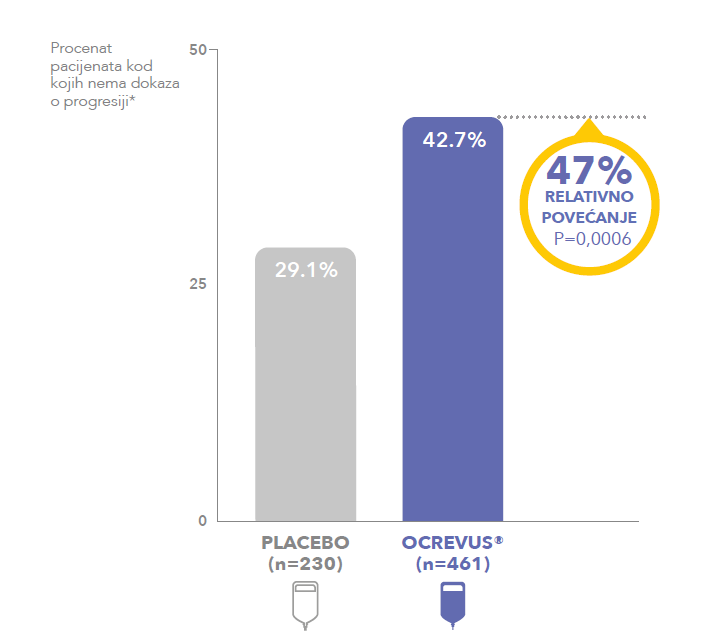 Procenat
pacijenata kod
kojih nema dokaza
o progresiji*
50
25
0
29.1%
42.7%
47%
RELATIVNO
POVEĆANJE
P=0,0006
PLACEBO
(n=230)
OCREVUS®
(n=461)